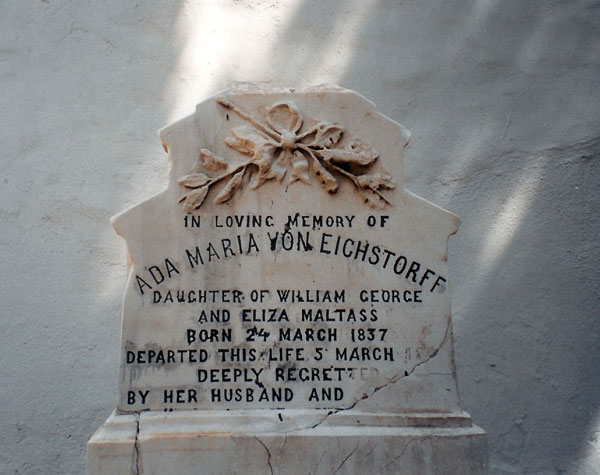 IN LOVING MEMORY OF
ADA MARIA VON EICHSTORFF
DAUGHTER OF WILLIAM GEORGE
AND ELIZA MALTASS
BORN 24 MARCH 1837
DEPARTED THIS LIFE 5 MARCH
DEEPLY REGRETTED
BY HER HUSBAND AND